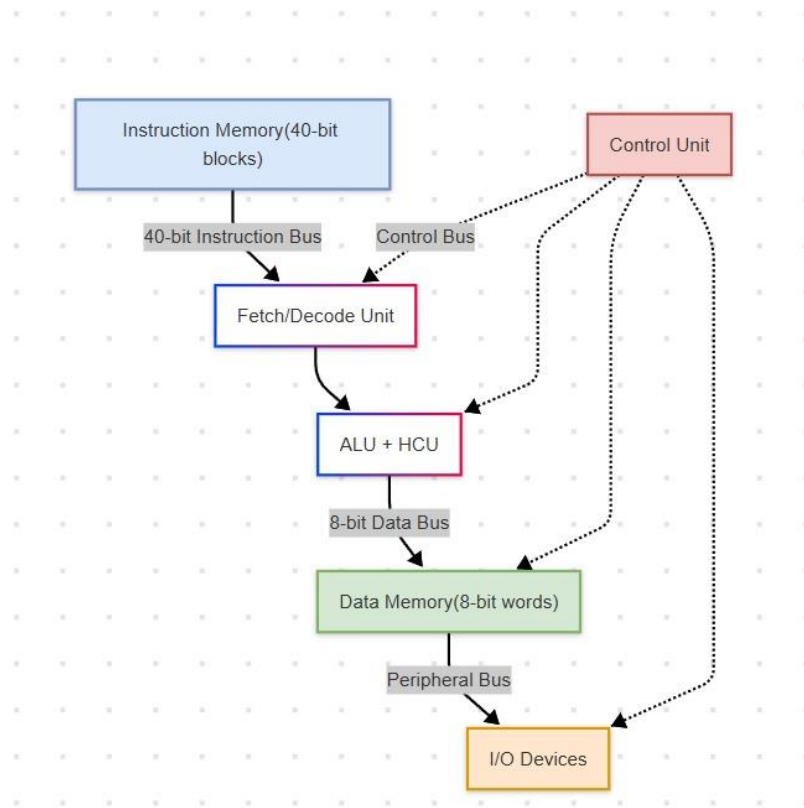 Instruction Memory(40-bit
blocks)
Control Unit
40-bit Instruction Bus
Control Bus
Fetch/Decode Unit
ALU + HCU
8-bit Data Bus
Data Memory(8-bit words)
Peripheral Bus
I/O Devices